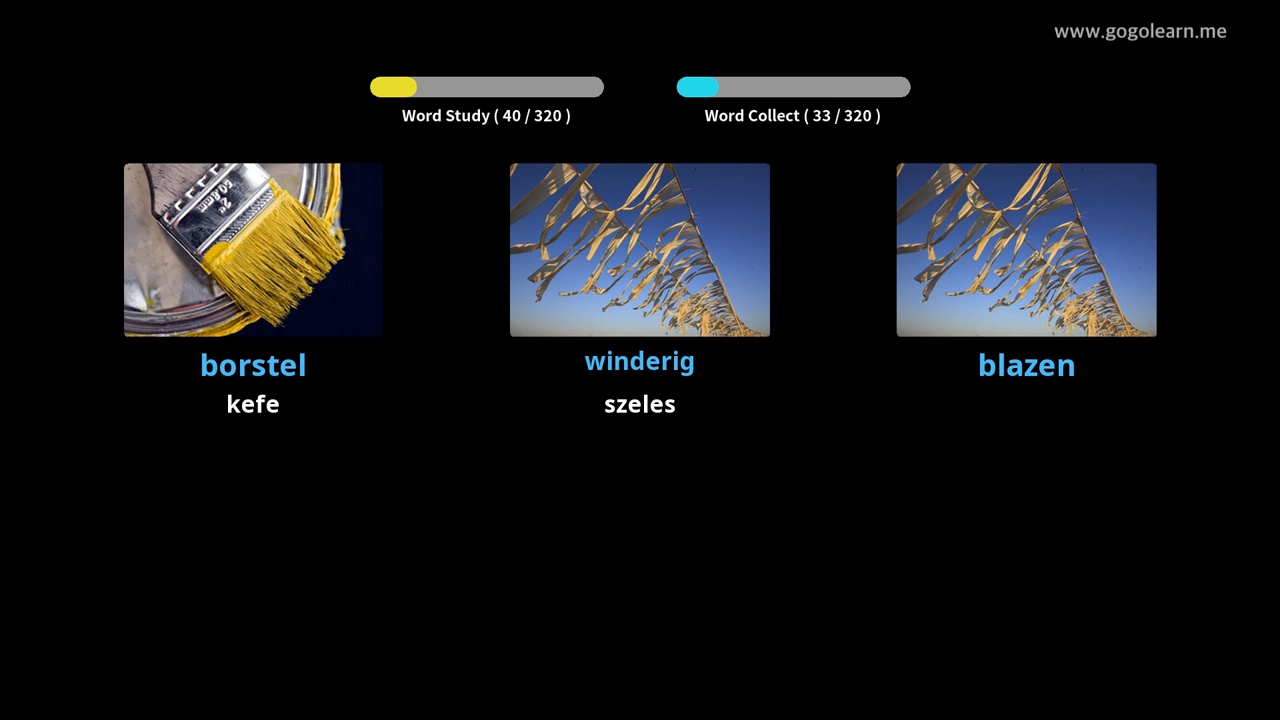 www.gogolearn.me
Word Study ( 40 / 320 )
Word Collect ( 33 / 320 )
borstel
kefe
winderig
szeles
blazen